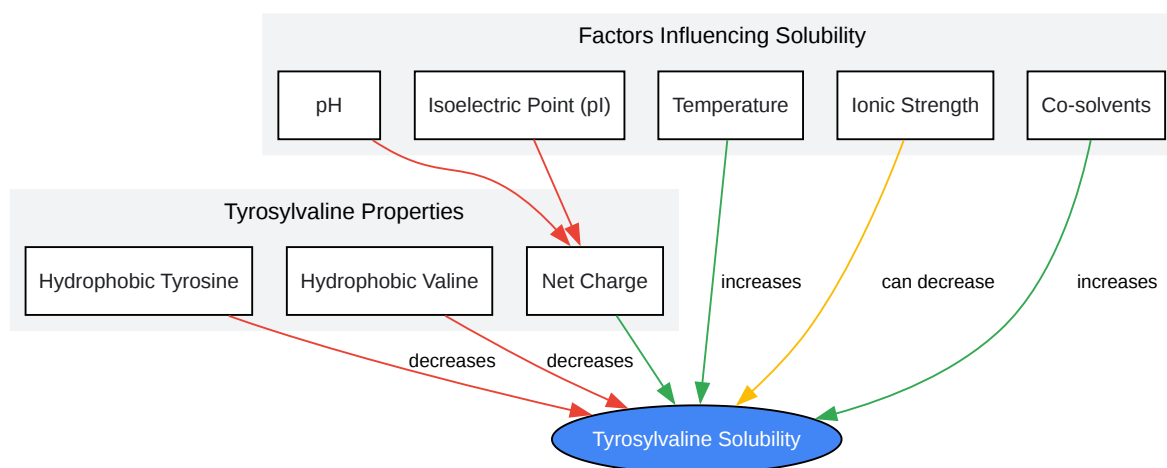 Factors Influencing Solubility
pH
Isoelectric Point (pI)
Temperature
Ionic Strength
Co-solvents
Tyrosylvaline Properties
Hydrophobic Tyrosine
Hydrophobic Valine
Net Charge
increases
can decrease
increases
decreases
decreases
Tyrosylvaline Solubility